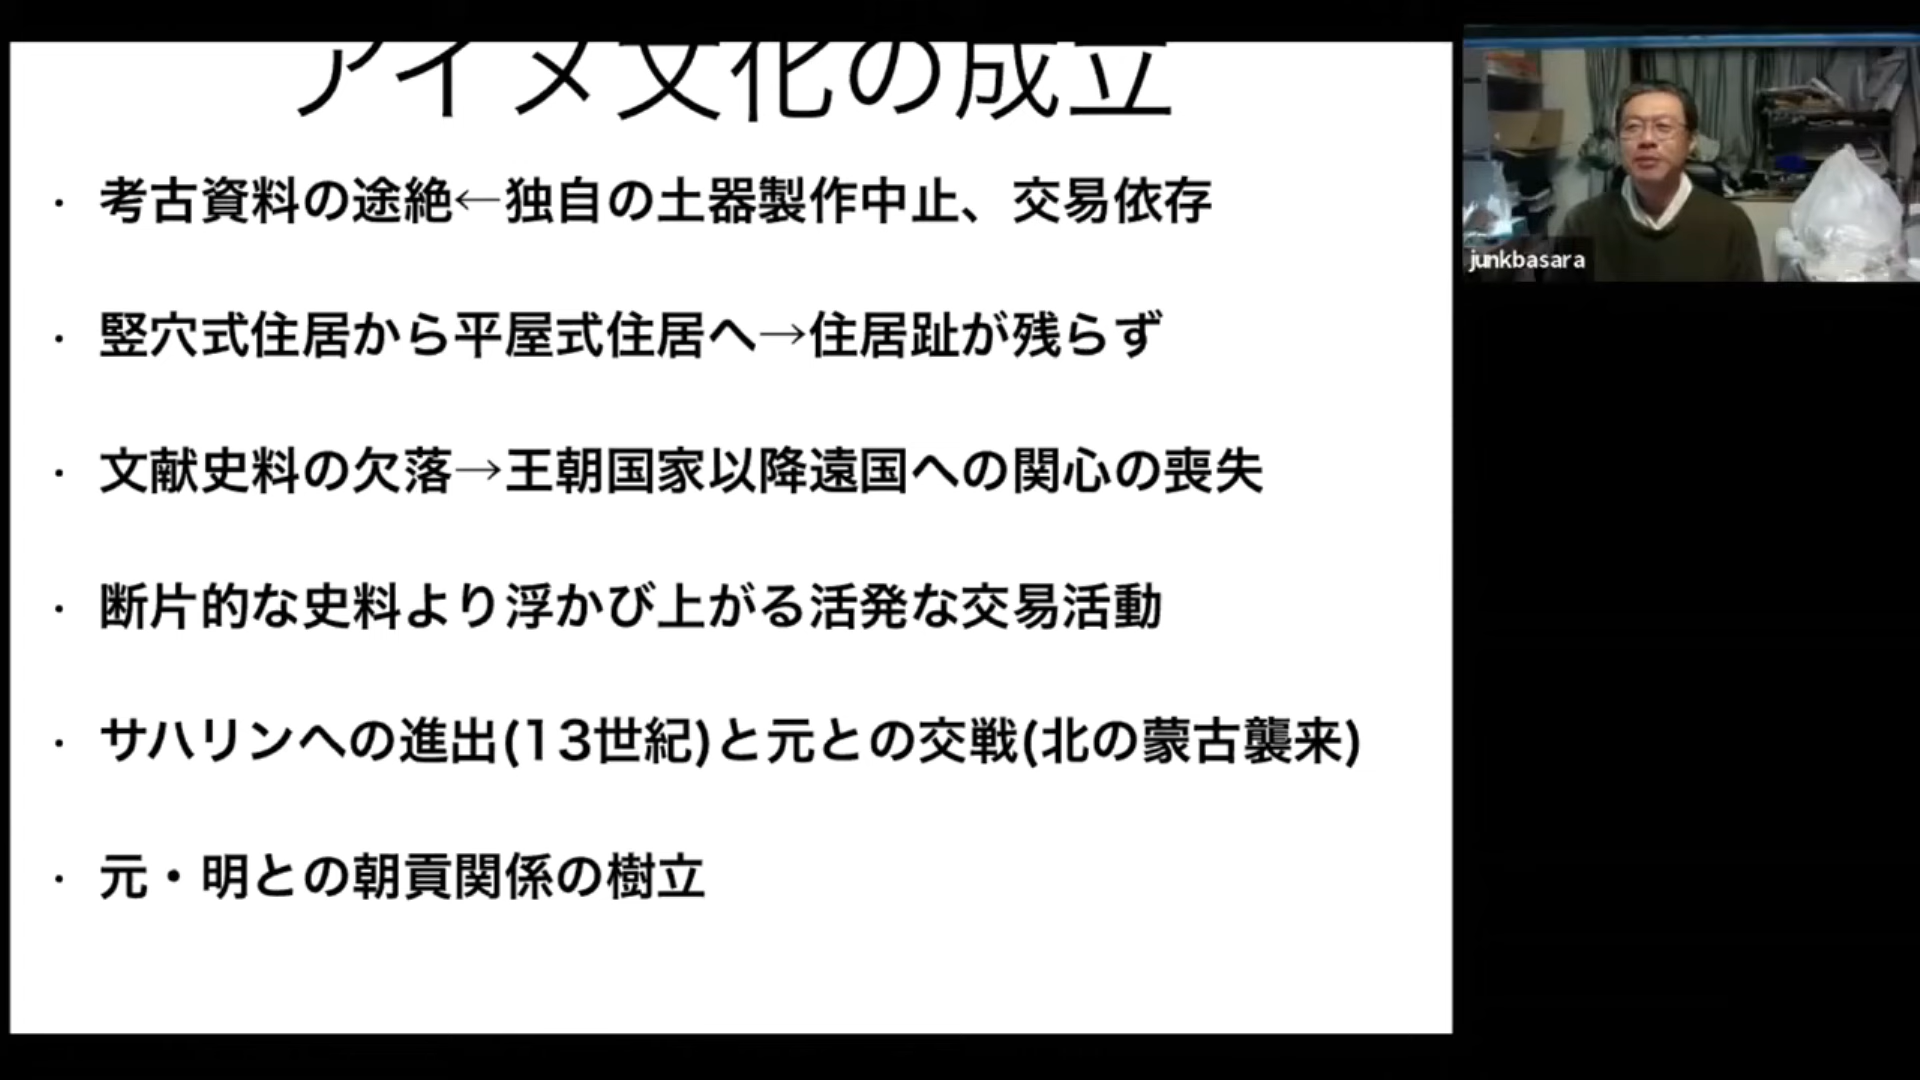 アイヌ文化の成立
・考古資料の途絶←独自の土器製作中止、交易依存
・竪穴式住居から平屋式住居へ→住居趾が残らず
・文献史料の欠落→王朝国家以降遠国への関心の喪失
・断片的な史料より浮かび上がる活発な交易活動
・サハリンへの進出(13世紀)と元との交戦(北の蒙古襲来)
・元・明との朝貢関係の樹立
junkbasara